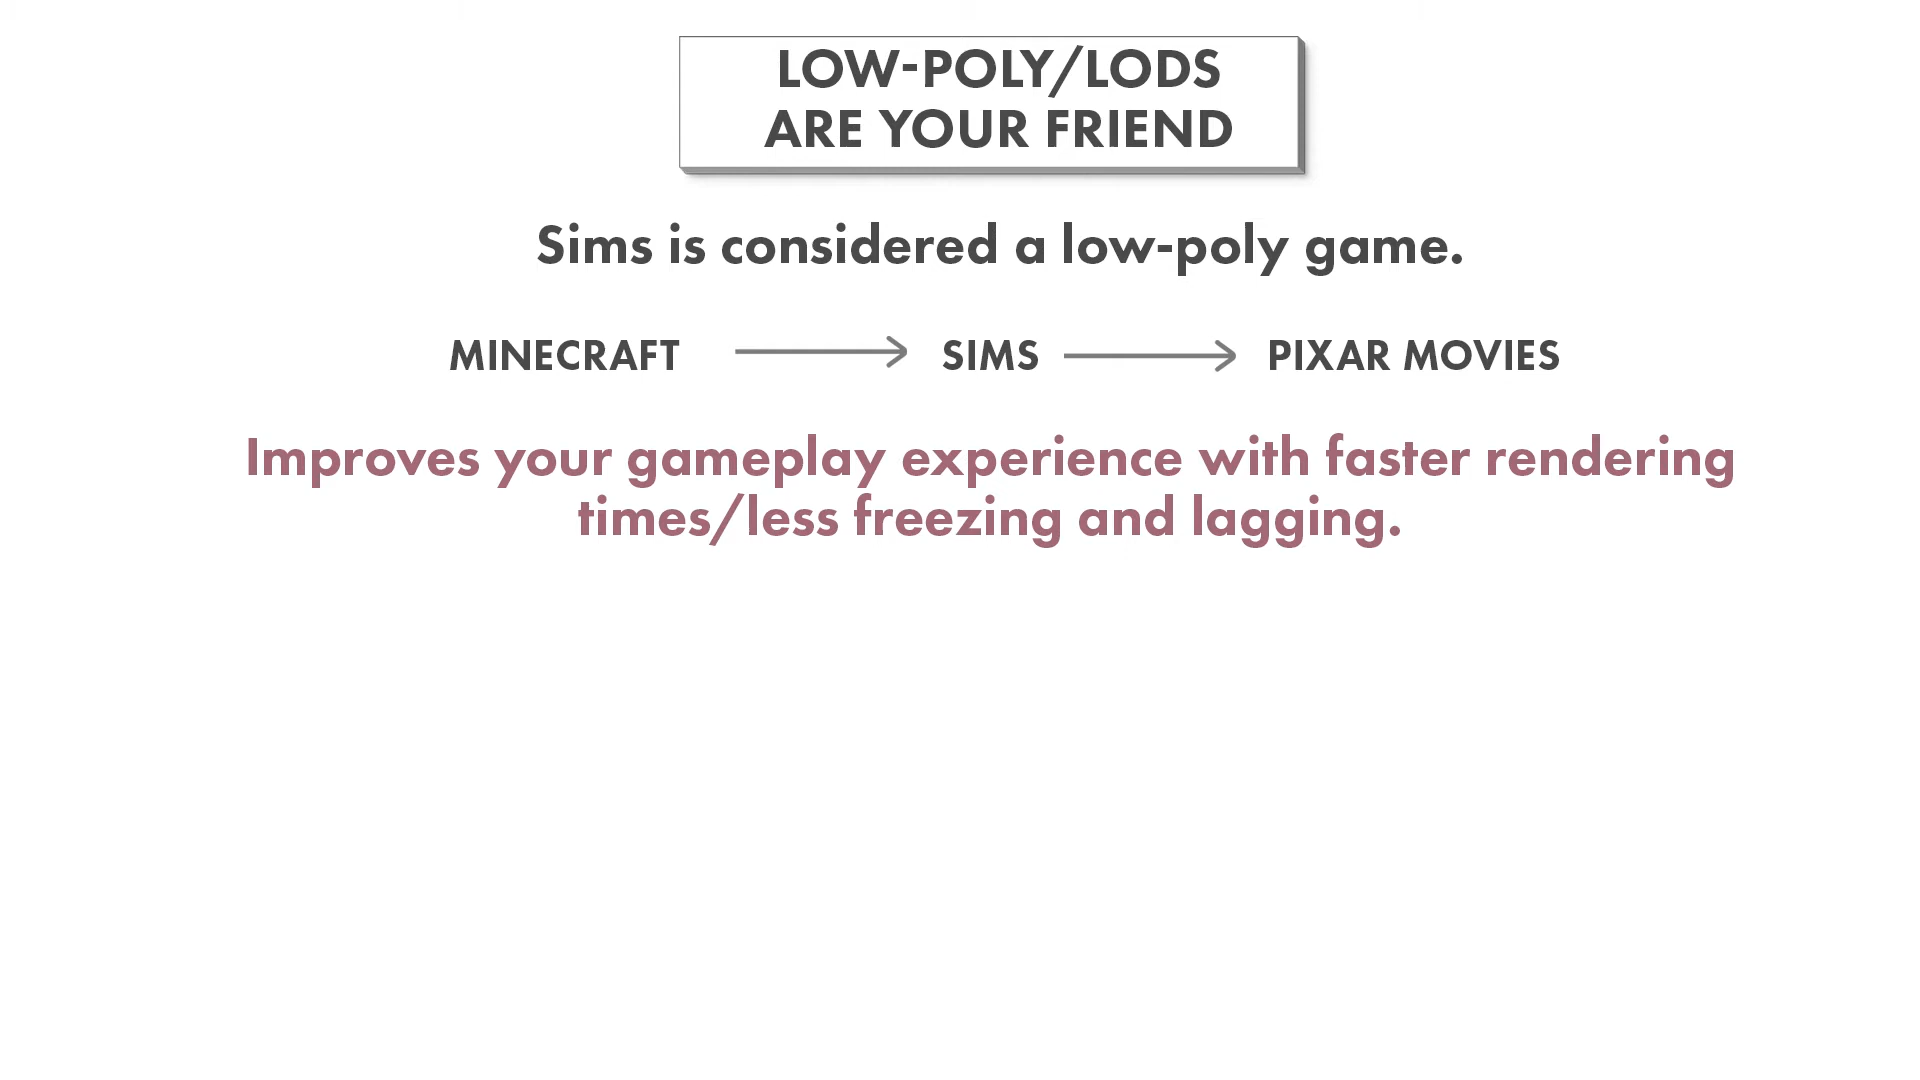 LOW-POLY/LODS
ARE YOUR FRIEND
Sims is considered a low-poly game.
MINECRAFT SIMS PIXAR MOVIES
Improves your gameplay experience with faster rendering
times/less freezing and lagging.